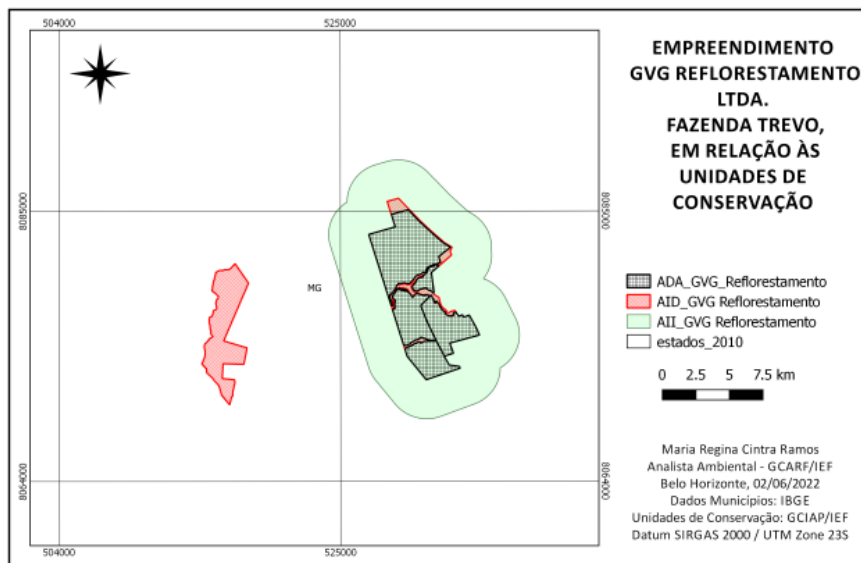 504000
525000
EMPREENDIMENTO
GVG REFLORESTAMENTO
LTDA.
FAZENDA TREVO,
EM RELAÇÃO ÀS
UNIDADES DE
CONSERVAÇÃO
8085000
8085000
MG
ADA_GVG_Reflorestamento
AID_GVG Reflorestamento
AII_GVG Reflorestamento
estados_2010
0 2.5 5 7.5 km
8064000
8064000
Maria Regina Cintra Ramos
Analista Ambiental - GCARF/IEF
Belo Horizonte, 02/06/2022
Dados Municipios: IBGE
Unidades de Conservação: GCIAP/IEF
Datum SIRGAS 2000 / UTM Zone 23S
504000
525000